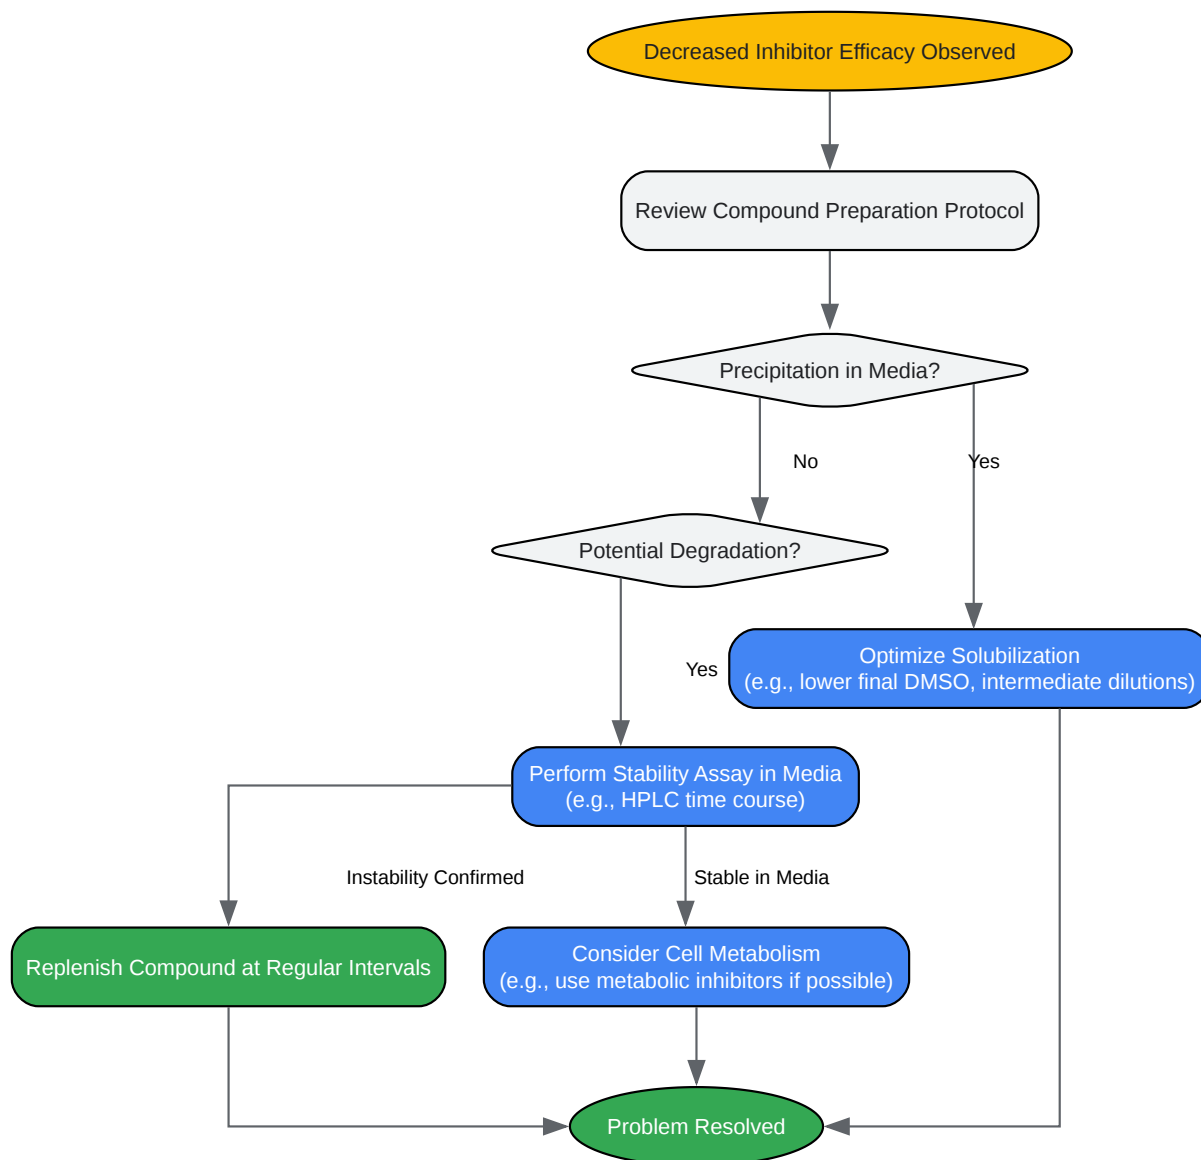 Decreased Inhibitor Efficacy Observed
Review Compound Preparation Protocol
Precipitation in Media?
No
Yes
Potential Degradation?
Optimize Solubilization
(e.g., lower final DMSO, intermediate dilutions)
Yes
Perform Stability Assay in Media
(e.g., HPLC time course)
Instability Confirmed
Stable in Media
Replenish Compound at Regular Intervals
Consider Cell Metabolism
(e.g., use metabolic inhibitors if possible)
Problem Resolved